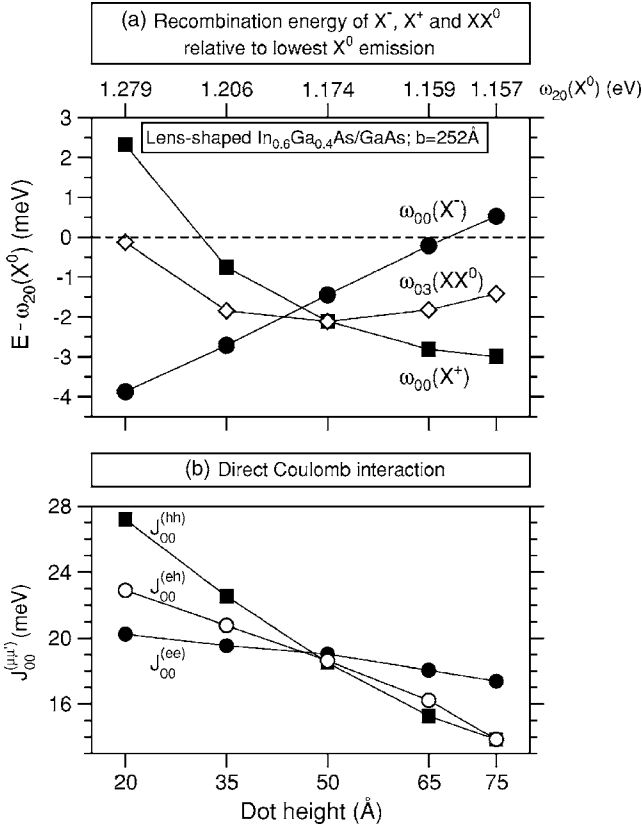 (a) Recombination energy of X⁻, X⁺ and XX⁰
relative to lowest X⁰ emission
1.279 1.206 1.174 1.159 1.157 ω₂₀(X⁰) (eV)
3
Lens-shaped In₀.₆Ga₀.₄As/GaAs; b=252Å
2
1
ω₀₀(X⁻)
0
ω₀₃(XX⁰)
-1
-2
-3
ω₀₀(X⁺)
-4
E - ω₂₀(X⁰) (meV)
(b) Direct Coulomb interaction
28
J₀₀⁽ʰʰ⁾
24
J₀₀⁽ᵉʰ⁾
20
J₀₀⁽ᵉᵉ⁾
16
J₀₀⁽µµ'⁾ (meV)
20 35 50 65 75
Dot height (Å)